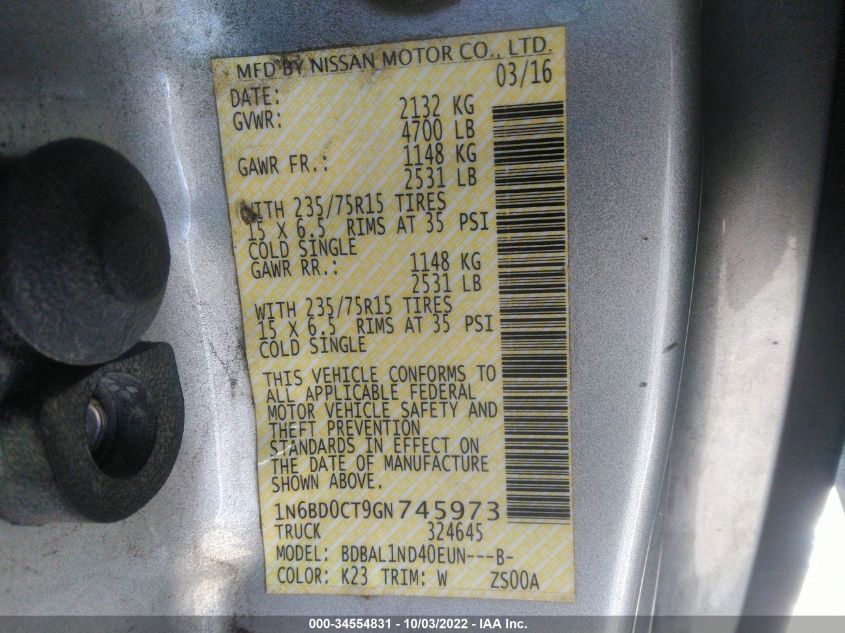 MFD BY NISSAN MOTOR CO., LTD.
DATE: 03/16
GVWR: 2132 KG
4700 LB
GAWR FR.: 1148 KG
2531 LB
WITH 235/75R15 TIRES
15 X 6.5 RIMS AT 35 PSI
COLD SINGLE
GAWR RR.: 1148 KG
2531 LB
WITH 235/75R15 TIRES
15 X 6.5 RIMS AT 35 PSI
COLD SINGLE
THIS VEHICLE CONFORMS TO
ALL APPLICABLE FEDERAL
MOTOR VEHICLE SAFETY AND
THEFT PREVENTION
STANDARDS IN EFFECT ON
THE DATE OF MANUFACTURE
SHOWN ABOVE.
1N6BD0CT9GN745973
TRUCK 324645
MODEL: BDBAL1ND40EUN---B-
COLOR: K23 TRIM: W ZS00A
000-34554831 - 10/03/2022 - IAA Inc.